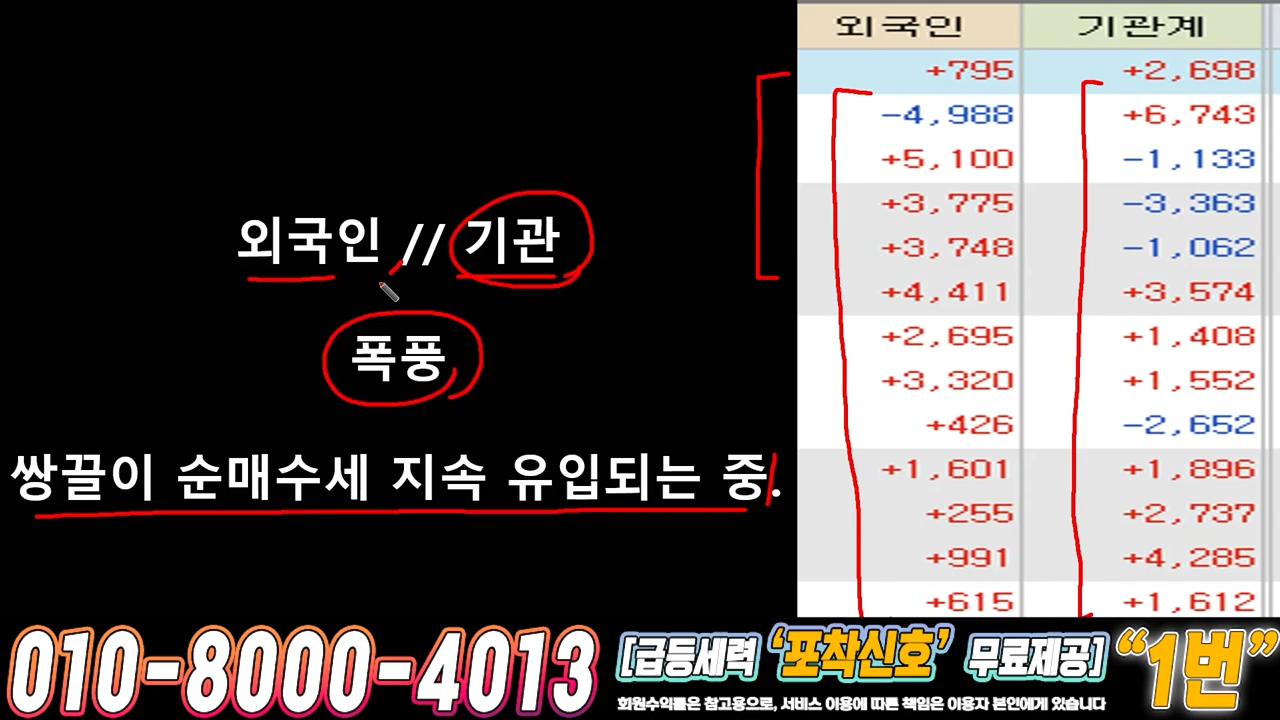 외국인 // 기관
폭풍
쌍끌이 순매수세 지속 유입되는 중.
외국인 기관계
+795 +2,698
-4,988 +6,743
+5,100 -1,133
+3,775 -3,363
+3,748 -1,062
+4,411 +3,574
+2,695 +1,408
+3,320 +1,552
+426 -2,652
+1,601 +1,896
+255 +2,737
+991 +4,285
+615 +1,612
010-8000-4013 [급등세력 '포착신호' 무료제공] "1번"
회원수익률은 참고용으로, 서비스 이용에 따른 책임은 이용자 본인에게 있습니다